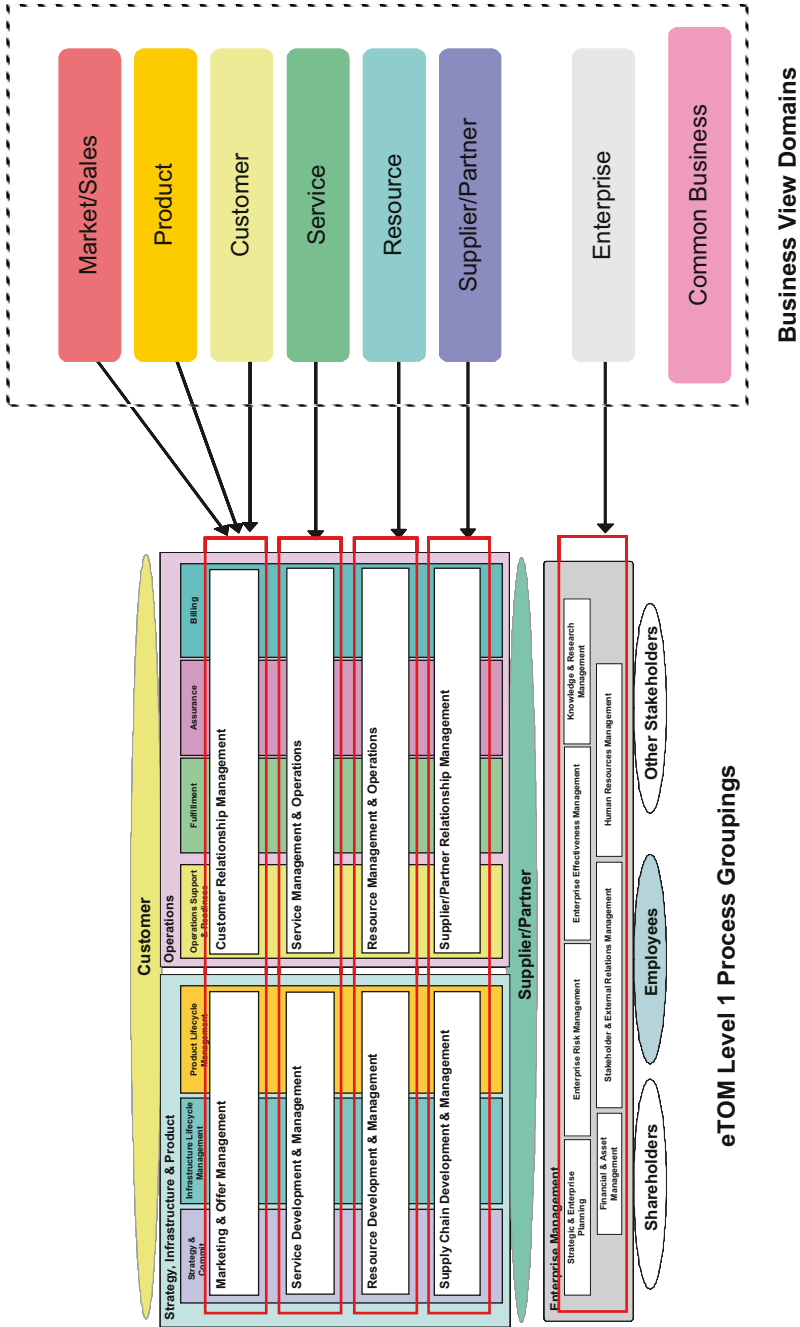 Customer
Strategy, Infrastructure & Product
Strategy &
Commit
Infrastructure Lifecycle
Management
Product Lifecycle
Management
Operations
Operations Support
& Readiness
Fulfillment
Assurance
Billing
Marketing & Offer Management
Customer Relationship Management
Service Development & Management
Service Management & Operations
Resource Development & Management
Resource Management & Operations
Supply Chain Development & Management
Supplier/Partner Relationship Management
Supplier/Partner
Enterprise Management
Strategic & Enterprise
Planning
Enterprise Risk Management
Enterprise Effectiveness Management
Knowledge & Research
Management
Financial & Asset
Management
Stakeholder & External Relations Management
Human Resources Management
Shareholders
Employees
Other Stakeholders
eTOM Level 1 Process Groupings
Market/Sales
Product
Customer
Service
Resource
Supplier/Partner
Enterprise
Common Business
Business View Domains